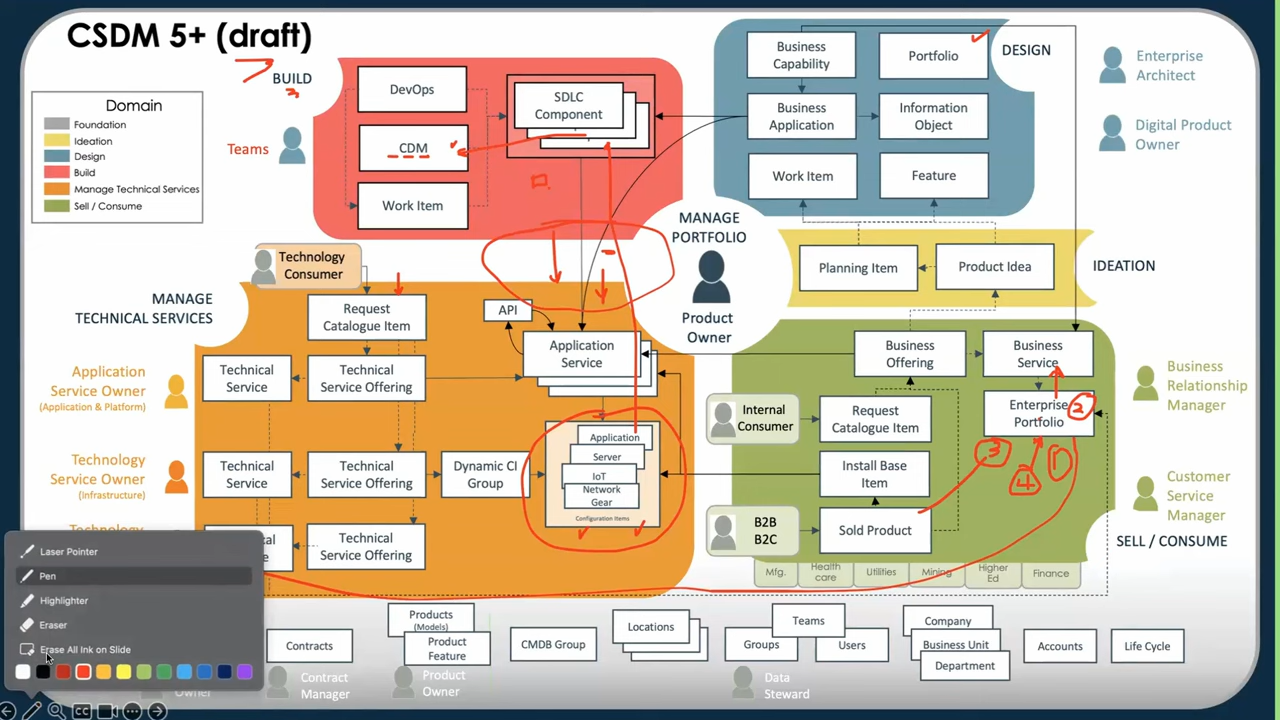 CSDM 5+ (draft)
BUILD
Domain
Foundation
Ideation
Design
Build
Manage Technical Services
Sell / Consume
Teams
DevOps
CDM
Work Item
SDLC
Component
Business
Capability
Portfolio
DESIGN
Business
Application
Information
Object
Work Item
Feature
Enterprise
Architect
Digital Product
Owner
MANAGE
PORTFOLIO
Product
Owner
Planning Item
Product Idea
IDEATION
Technology
Consumer
MANAGE
TECHNICAL SERVICES
Request
Catalogue Item
API
Application
Service
Application
Service Owner
(Application & Platform)
Technical
Service
Technical
Service Offering
Technology
Service Owner
(Infrastructure)
Technical
Service
Technical
Service Offering
Dynamic CI
Group
Application
Server
IoT
Network
Gear
Configuration Items
Technical
Service Offering
Business
Offering
Business
Service
Internal
Consumer
Request
Catalogue Item
Enterprise
Portfolio
2
3
4
1
Install Base
Item
B2B
B2C
Sold Product
Business
Relationship
Manager
Customer
Service
Manager
SELL / CONSUME
Mfg.
Health
care
Utilities
Mining
Higher
Ed
Finance
Laser Pointer
Pen
Highlighter
Eraser
Erase All Ink on Slide
Contracts
Products
(Models)
Product
Feature
CMDB Group
Locations
Groups
Teams
Users
Company
Business Unit
Department
Accounts
Life Cycle
Owner
Contract
Manager
Product
Owner
Data
Steward
CC